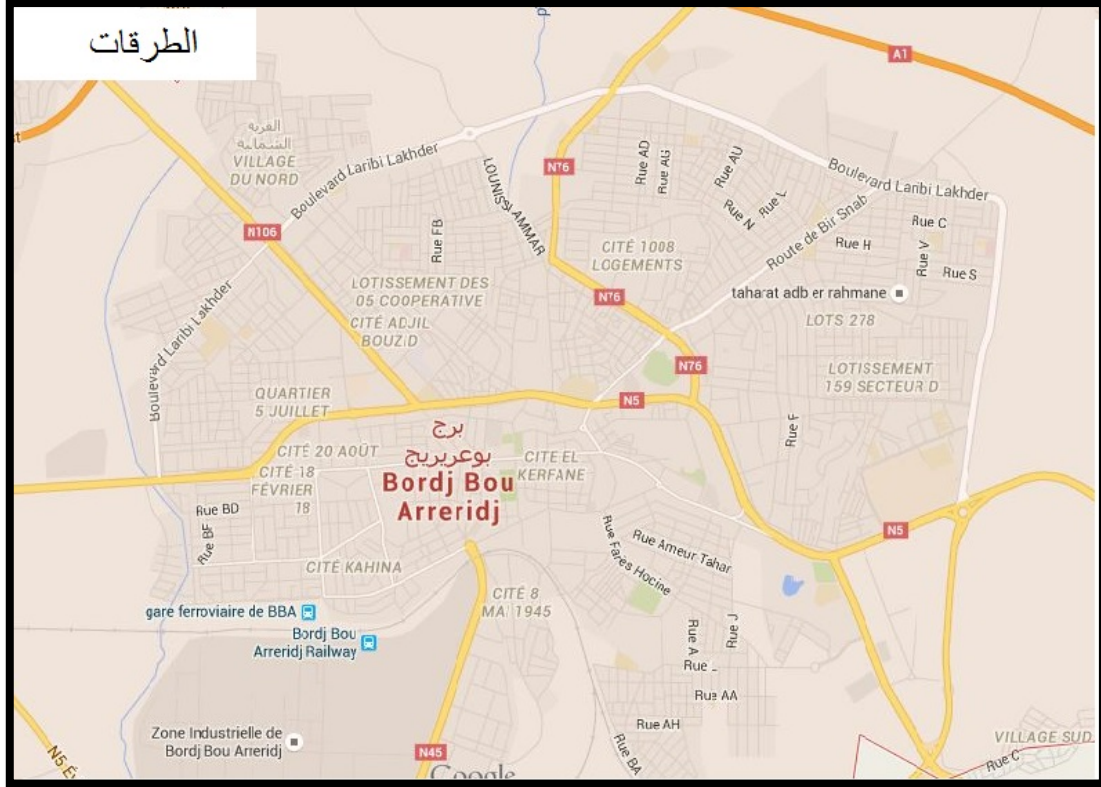 الطرقات
A1
القرية
الشمالية
VILLAGE
DU NORD
Boulevard Laribi Lakhder
LOUNISS AMMAR
N76
Rue AD
Rue AG
Rue AU
Boulevard Laribi Lakhder
Rue N
Rue L
Route de Bir Snab
Rue C
Rue H
Rue V
Rue S
N106
Rue FB
CITÉ 1008
LOGEMENTS
LOTISSEMENT DES
05 COOPERATIVE
N76
taharat adb er rahmane
LOTS 278
Boulevard Laribi Lakhder
CITÉ ADJIL
BOUZID
N76
LOTISSEMENT
159 SECTEUR D
QUARTIER
5 JUILLET
N5
Rue F
برج
بوعريريج
Bordj Bou
Arreridj
CITÉ 20 AOÛT
CITE EL
KERFANE
CITÉ 18
FÉVRIER
18
Rue BD
Rue BF
N5
Rue Fares Hocine
Rue Ameur Tahar
CITÉ KAHINA
CITÉ 8
MAI 1945
gare ferroviaire de BBA
Bordj Bou
Arreridj Railway
Rue A
Rue J
Rue
Rue AA
Rue AH
Rue BA
Zone Industrielle de
Bordj Bou Arreridj
N45
N5
VILLAGE SUD
Rue C
Google